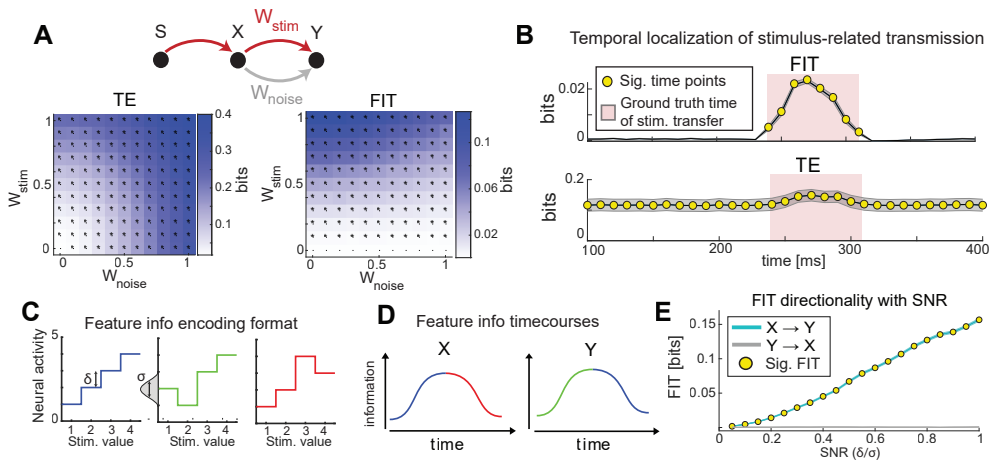 A
S
X
Y
W_stim
W_noise
TE
FIT
1
0.5
0
W_stim
0
0.5
1
W_noise
0.4
0.3
0.2
0.1
bits
1
0.5
0
W_stim
0
0.5
1
W_noise
0.1
0.06
0.02
bits
B
Temporal localization of stimulus-related transmission
FIT
Sig. time points
Ground truth time
of stim. transfer
0.02
0
bits
TE
0.2
0
bits
100
200
300
400
time [ms]
C
Feature info encoding format
Neural activity
5
4
3
2
1
0
δ
σ
1 2 3 4
Stim. value
1 2 3 4
Stim. value
1 2 3 4
Stim. value
D
Feature info timecourses
X
Y
information
time
time
E
FIT directionality with SNR
X → Y
Y → X
Sig. FIT
FIT [bits]
0.15
0.1
0.05
0
0.2
0.4
0.6
0.8
1
SNR (δ/σ)